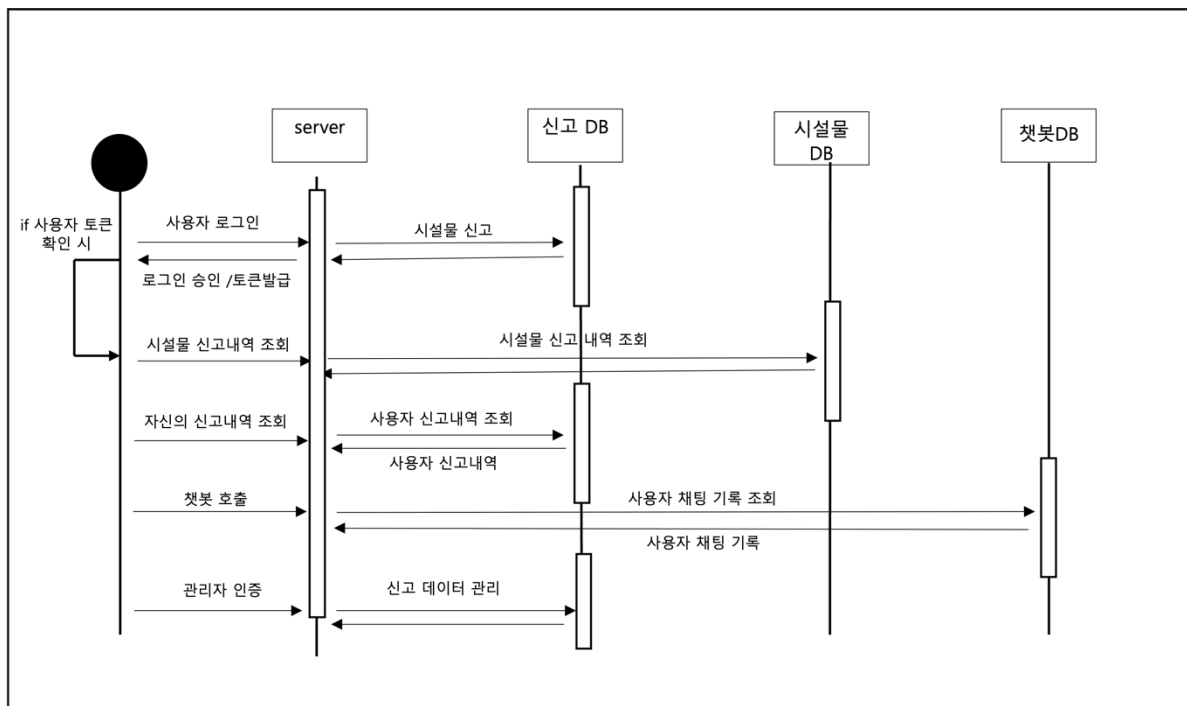 server
신고 DB
시설물
DB
챗봇DB
if 사용자 토큰
확인 시
사용자 로그인
시설물 신고
로그인 승인 /토큰발급
시설물 신고내역 조회
시설물 신고 내역 조회
자신의 신고내역 조회
사용자 신고내역 조회
사용자 신고내역
챗봇 호출
사용자 채팅 기록 조회
사용자 채팅 기록
관리자 인증
신고 데이터 관리